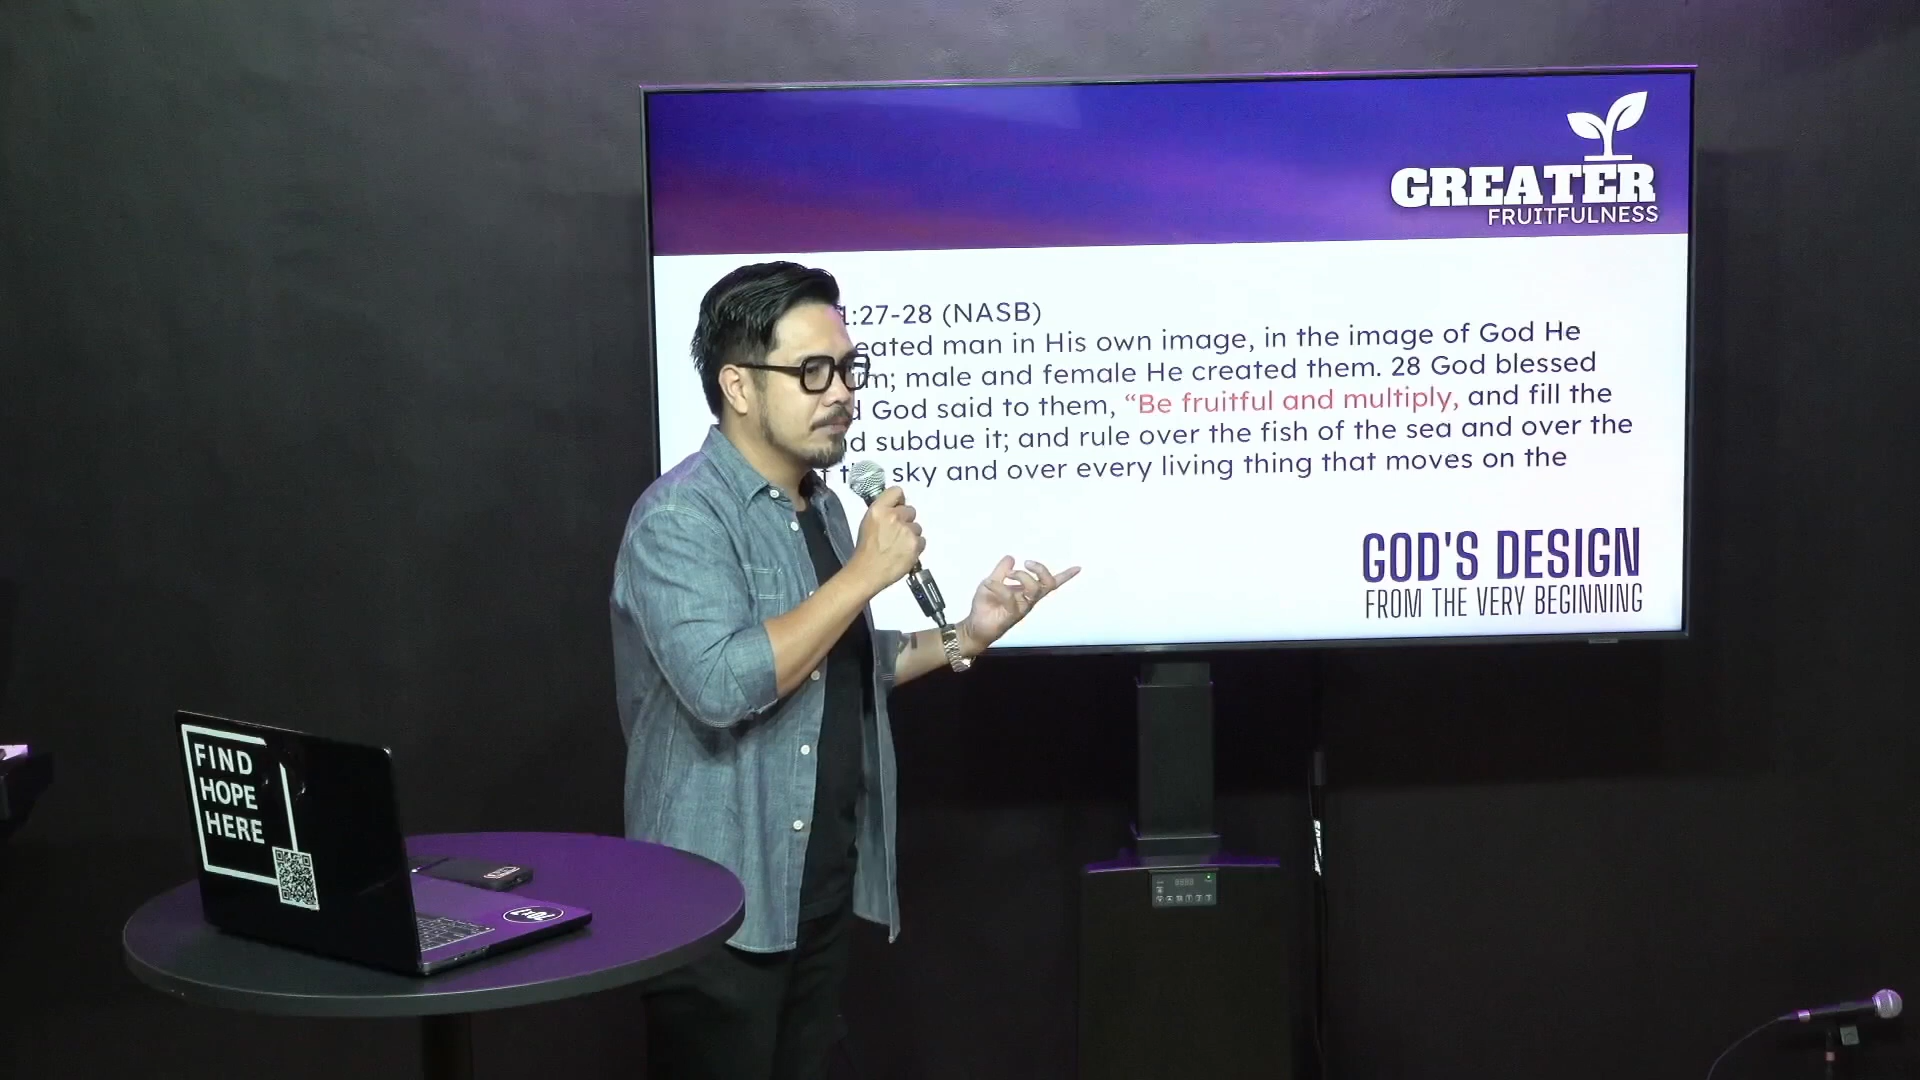 GREATER
FRUITFULNESS
1:27-28 (NASB)
man in His own image, in the image of God He
male and female He created them. 28 God blessed
God said to them, “Be fruitful and multiply, and fill the
subdue it; and rule over the fish of the sea and over the
sky and over every living thing that moves on the
GOD'S DESIGN
FROM THE VERY BEGINNING
FIND
HOPE
HERE